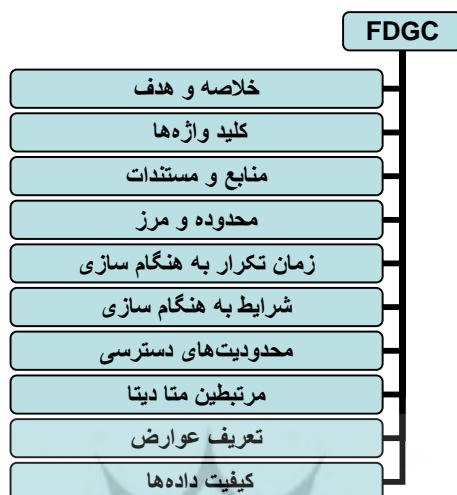 FDGC
خلاصه و هدف
کلید واژه‌ها
منابع و مستندات
محدوده و مرز
زمان تکرار به هنگام سازی
شرایط به هنگام سازی
محدودیت‌های دسترسی
مرتبطین متا دیتا
تعریف عوارض
کیفیت داده‌ها